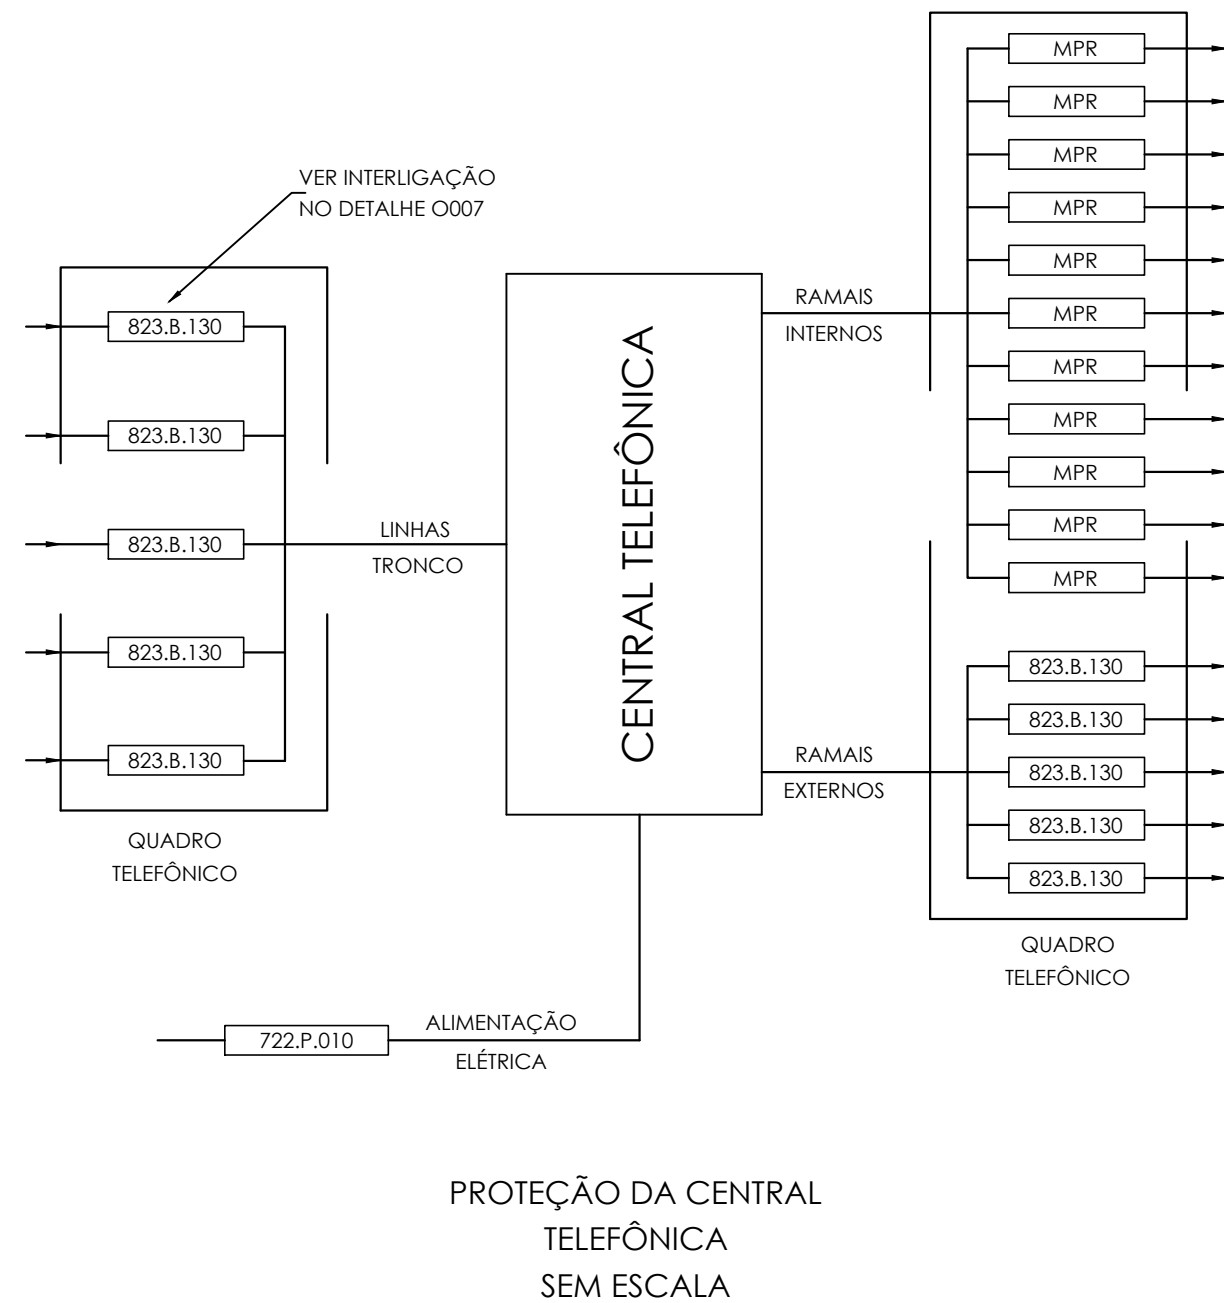 VER INTERLIGAÇÃO
NO DETALHE O007
823.B.130
823.B.130
823.B.130
823.B.130
823.B.130
QUADRO
TELEFÔNICO
LINHAS
TRONCO
CENTRAL TELEFÔNICA
RAMAIS
INTERNOS
MPR
MPR
MPR
MPR
MPR
MPR
MPR
MPR
MPR
MPR
MPR
RAMAIS
EXTERNOS
823.B.130
823.B.130
823.B.130
823.B.130
823.B.130
QUADRO
TELEFÔNICO
722.P.010
ALIMENTAÇÃO
ELÉTRICA
PROTEÇÃO DA CENTRAL
TELEFÔNICA
SEM ESCALA